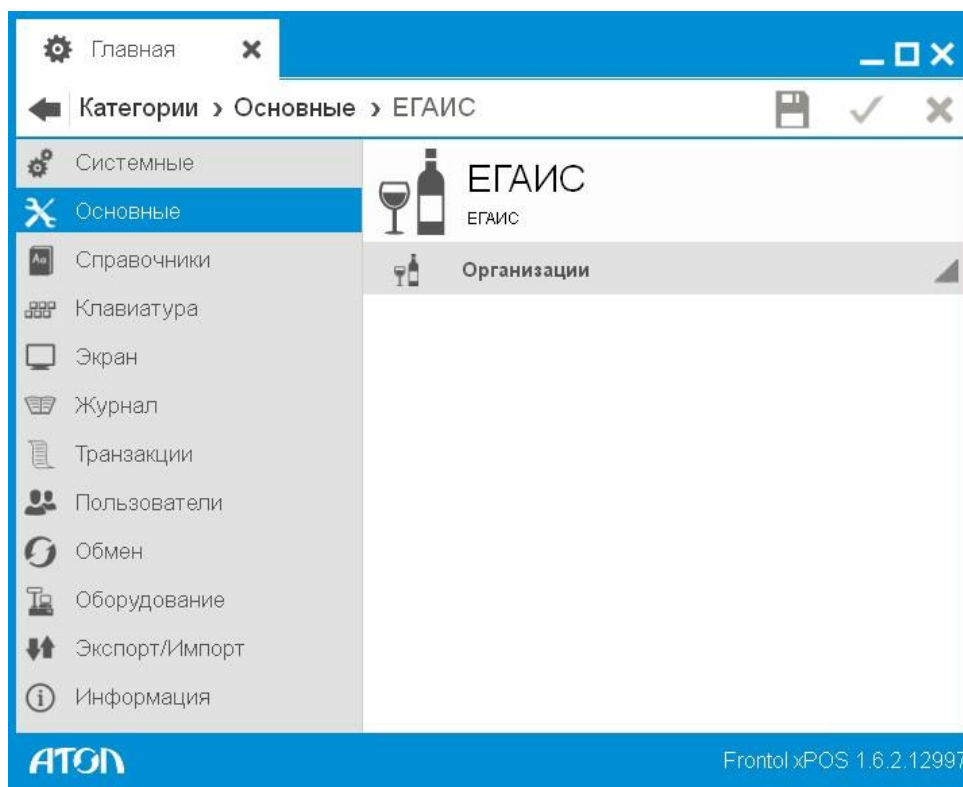 Главная
Категории › Основные › ЕГАИС
Системные
Основные
Справочники
Клавиатура
Экран
Журнал
Транзакции
Пользователи
Обмен
Оборудование
Экспорт/Импорт
Информация
ЕГАИС
ЕГАИС
Организации
АТОЛ
Frontol xPOS 1.6.2.12997